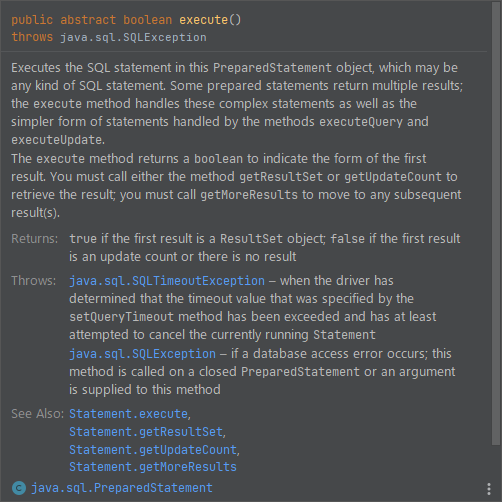 public abstract boolean execute()
throws java.sql.SQLException
Executes the SQL statement in this PreparedStatement object, which may be
any kind of SQL statement. Some prepared statements return multiple results;
the execute method handles these complex statements as well as the
simpler form of statements handled by the methods executeQuery and
executeUpdate.
The execute method returns a boolean to indicate the form of the first
result. You must call either the method getResultSet or getUpdateCount to
retrieve the result; you must call getMoreResults to move to any subsequent
result(s).
Returns: true if the first result is a ResultSet object; false if the first result
is an update count or there is no result
Throws: java.sql.SQLTimeoutException – when the driver has
determined that the timeout value that was specified by the
setQueryTimeout method has been exceeded and has at least
attempted to cancel the currently running Statement
java.sql.SQLException – if a database access error occurs; this
method is called on a closed PreparedStatement or an argument
is supplied to this method
See Also: Statement.execute,
Statement.getResultSet,
Statement.getUpdateCount,
Statement.getMoreResults
C java.sql.PreparedStatement